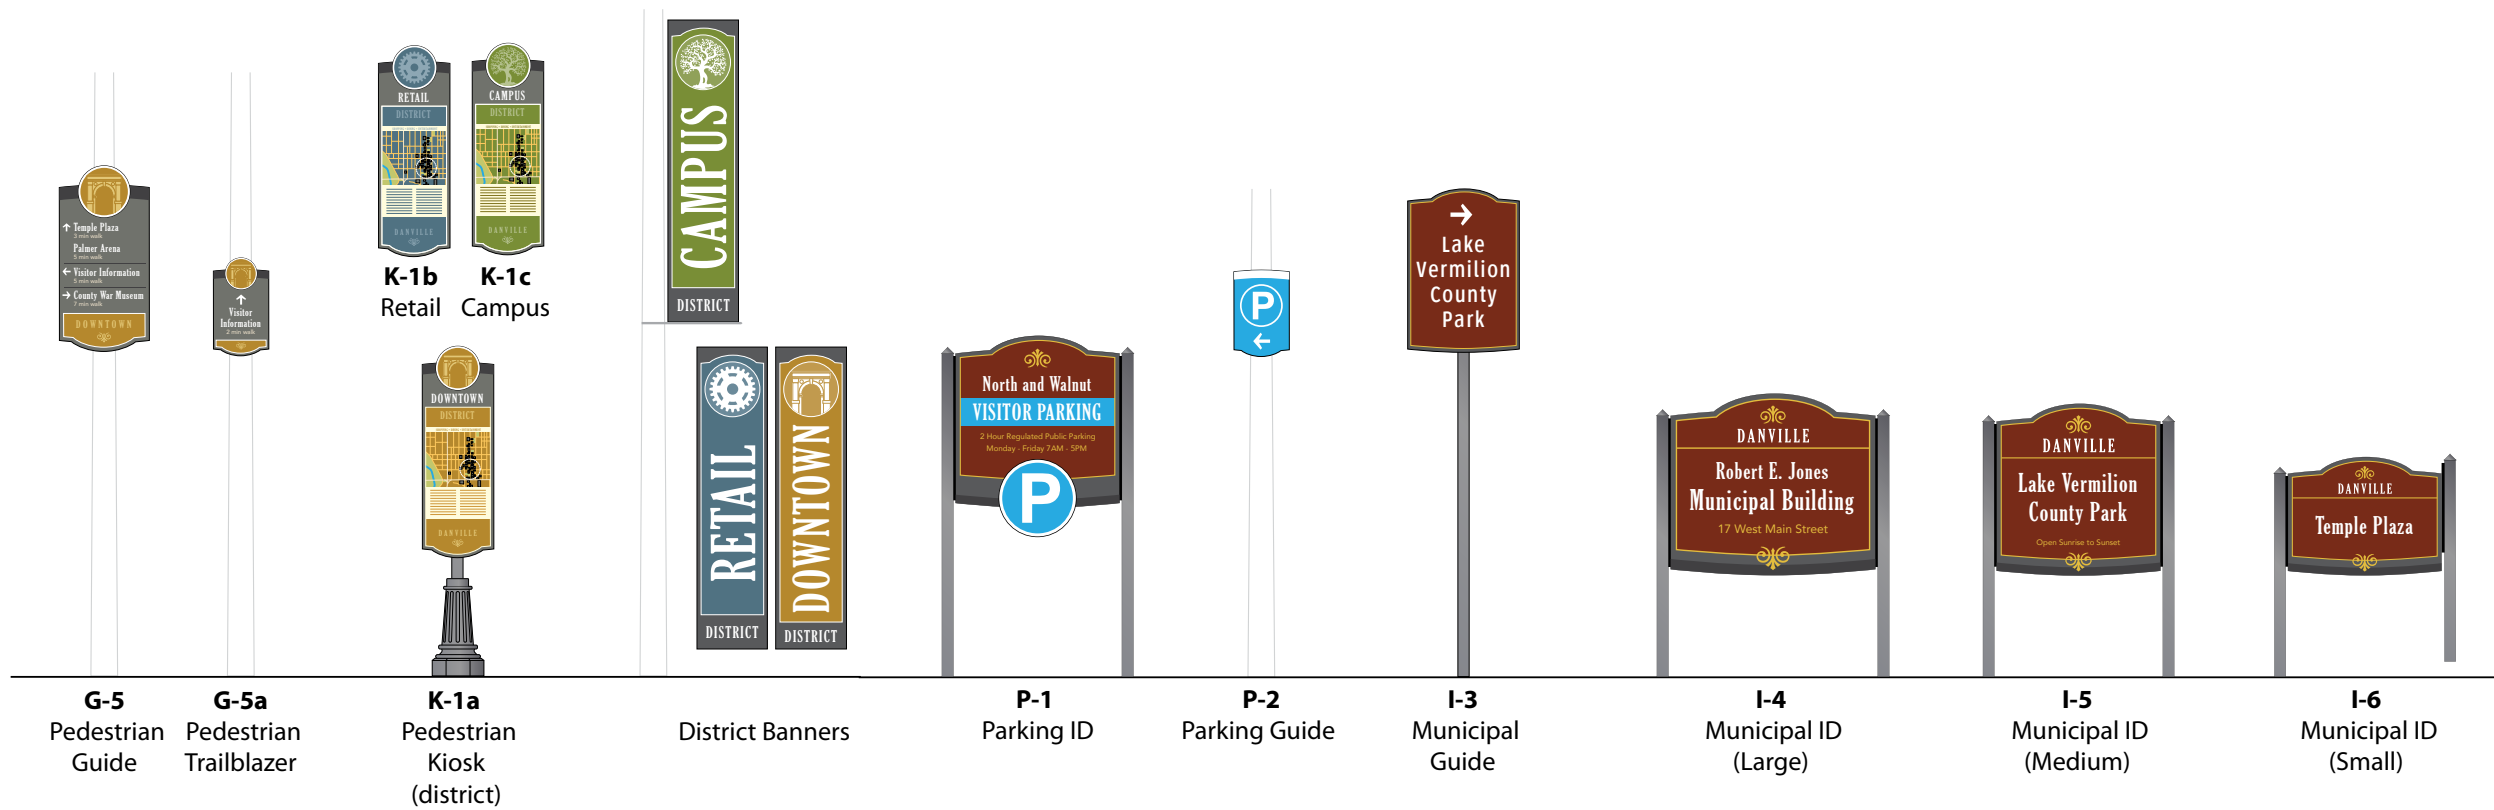 ↑ Temple Plaza
3 min walk
Palmer Arena
5 min walk
← Visitor Information
5 min walk
→ County War Museum
7 min walk
DOWNTOWN
↑
Visitor
Information
2 min walk
RETAIL
DISTRICT
DANVILLE
K-1b
Retail
CAMPUS
DISTRICT
DANVILLE
K-1c
Campus
DOWNTOWN
DISTRICT
DANVILLE
CAMPUS
DISTRICT
RETAIL
DISTRICT
DOWNTOWN
DISTRICT
North and Walnut
VISITOR PARKING
2 Hour Regulated Public Parking
Monday - Friday 7AM - 5PM
P
P
←
→
Lake
Vermilion
County
Park
DANVILLE
Robert E. Jones
Municipal Building
17 West Main Street
DANVILLE
Lake Vermilion
County Park
Open Sunrise to Sunset
DANVILLE
Temple Plaza
G-5
Pedestrian
Guide
G-5a
Pedestrian
Trailblazer
K-1a
Pedestrian
Kiosk
(district)
District Banners
P-1
Parking ID
P-2
Parking Guide
I-3
Municipal
Guide
I-4
Municipal ID
(Large)
I-5
Municipal ID
(Medium)
I-6
Municipal ID
(Small)